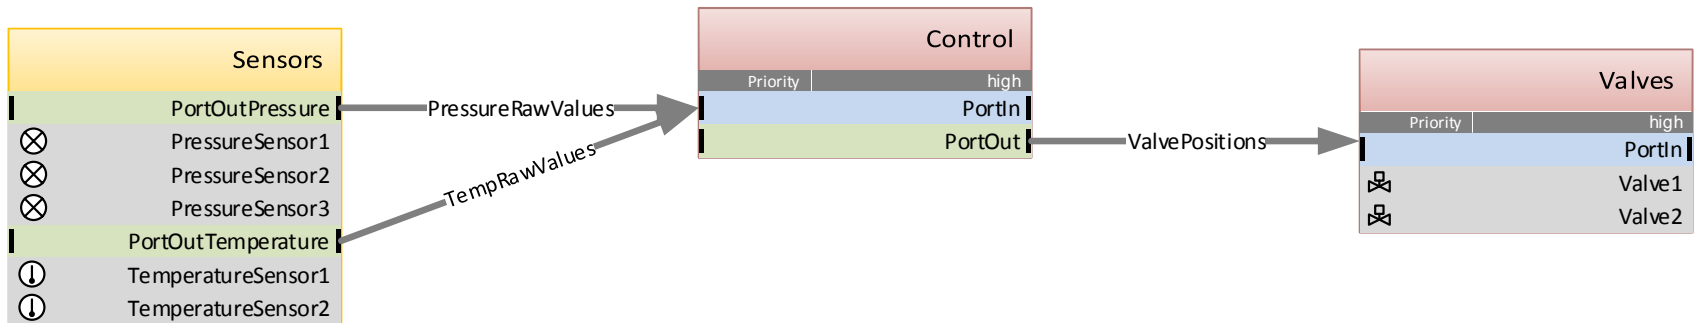 Sensors
PortOutPressure
PressureSensor1
PressureSensor2
PressureSensor3
PortOutTemperature
TemperatureSensor1
TemperatureSensor2
PressureRawValues
TempRawValues
Control
Priority high
PortIn
PortOut
ValvePositions
Valves
Priority high
PortIn
Valve1
Valve2